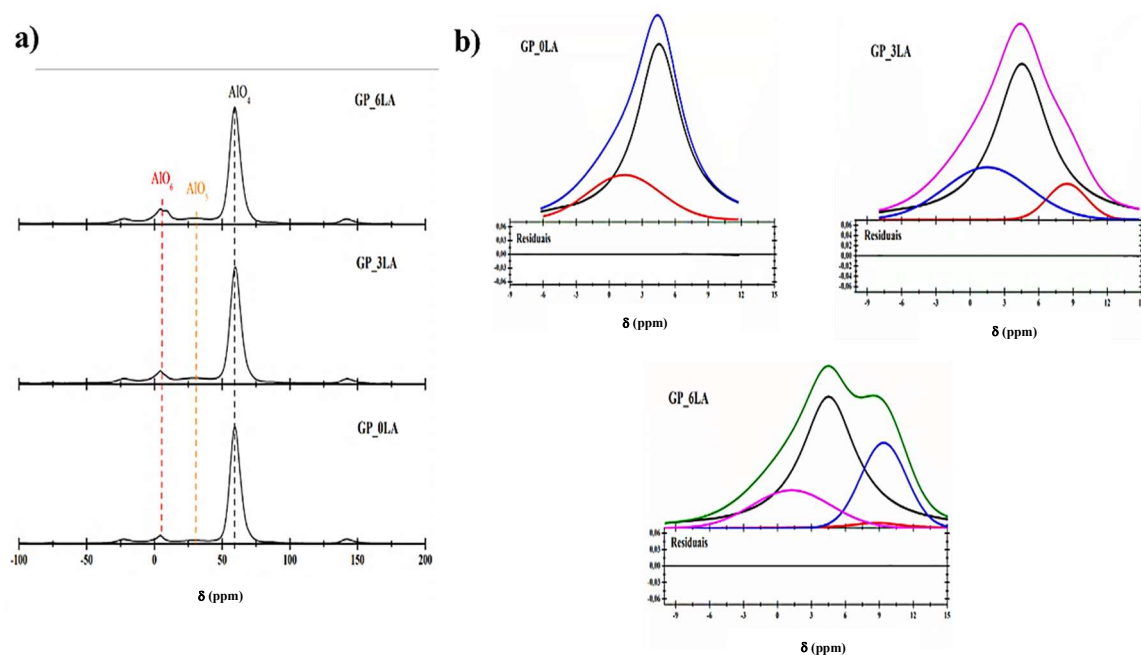 a)
GP_6LA
AlO₄
AlO₆
AlO₅
GP_3LA
GP_0LA
-100 -50 0 50 100 150 200
δ (ppm)
b)
GP_0LA
0,06
0,03
0,00
-0,03
-0,06
Residuais
-9 -6 -3 0 3 6 9 12 15
δ (ppm)
GP_3LA
0,06
0,04
0,02
0,00
-0,02
-0,04
-0,06
Residuais
-9 -6 -3 0 3 6 9 12 15
δ (ppm)
GP_6LA
0,06
0,03
0,00
-0,03
-0,06
Residuais
-9 -6 -3 0 3 6 9 12 15
δ (ppm)